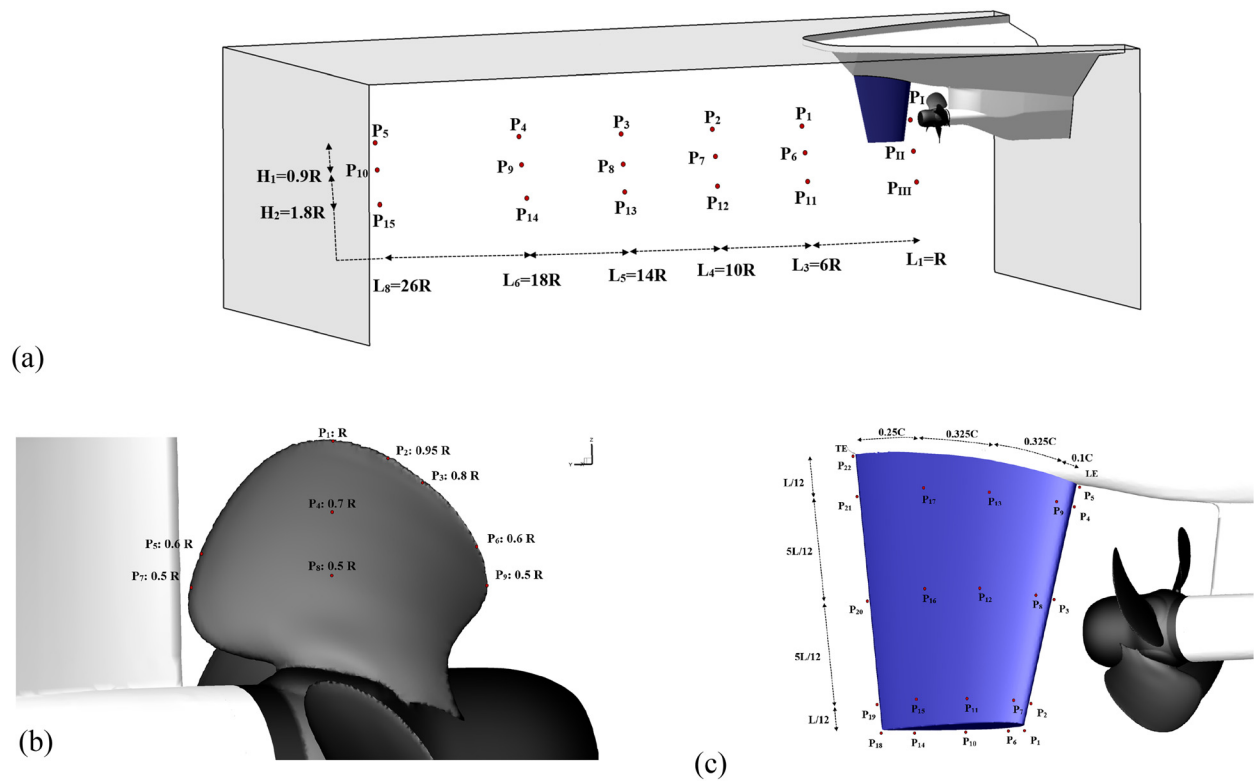 P₅
P₄
P₃
P₂
P₁
P_I
H₁=0.9R
P₁₀
P₉
P₈
P₇
P₆
P_II
H₂=1.8R
P₁₅
P₁₄
P₁₃
P₁₂
P₁₁
P_III
L₈=26R
L₆=18R
L₅=14R
L₄=10R
L₃=6R
L₁=R
(a)
P₁: R
P₂: 0.95 R
P₃: 0.8 R
P₄: 0.7 R
P₅: 0.6 R
P₆: 0.6 R
P₇: 0.5 R
P₈: 0.5 R
P₉: 0.5 R
Z
Y
(b)
0.25C
0.325C
0.325C
0.1C
TE
LE
P₂₂
L/12
P₂₁
P₁₇
P₁₃
P₉
P₅
P₄
5L/12
P₂₀
P₁₆
P₁₂
P₈
P₃
5L/12
P₁₉
P₁₅
P₁₁
P₇
P₂
L/12
P₁₈
P₁₄
P₁₀
P₆
P₁
(c)